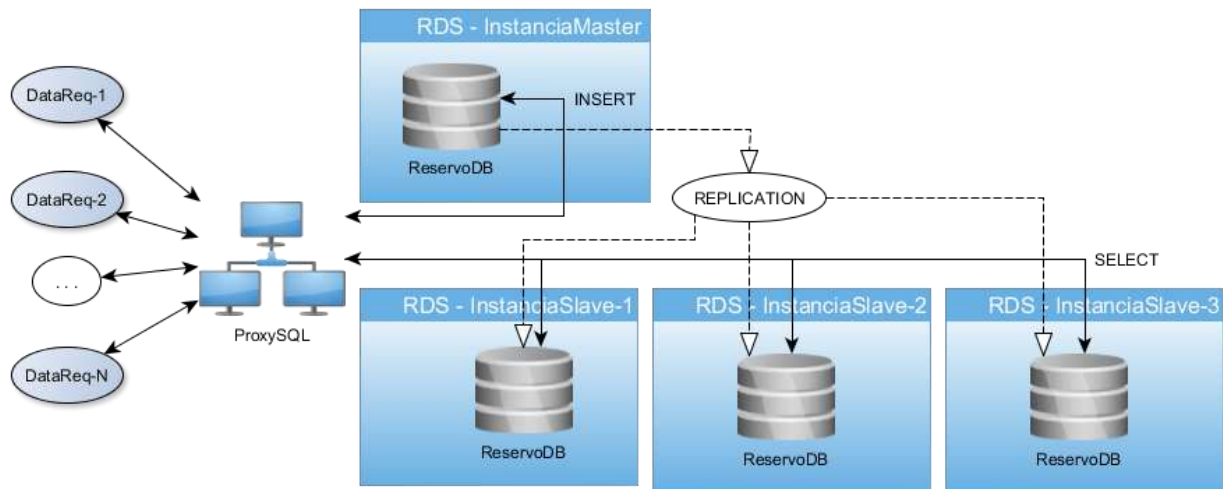 RDS - InstanciaMaster
DataReq-1
INSERT
ReservoDB
DataReq-2
REPLICATION
. . .
SELECT
ProxySQL
RDS - InstanciaSlave-1
RDS - InstanciaSlave-2
RDS - InstanciaSlave-3
DataReq-N
ReservoDB
ReservoDB
ReservoDB